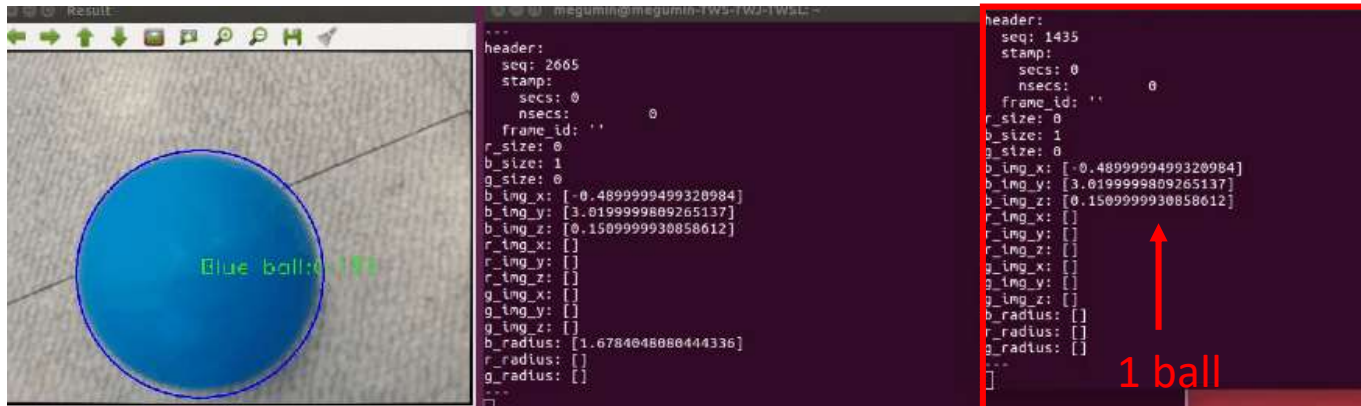 Result
megumin@megumin-TWS-TWJ-TWSL: ~
Blue ball:
---
header:
  seq: 2665
  stamp:
    secs: 0
    nsecs:         0
  frame_id: ''
r_size: 0
b_size: 1
g_size: 0
b_img_x: [-0.4899999499320984]
b_img_y: [3.0199999809265137]
b_img_z: [0.1509999930858612]
r_img_x: []
r_img_y: []
r_img_z: []
g_img_x: []
g_img_y: []
g_img_z: []
b_radius: [1.6784048080444336]
r_radius: []
g_radius: []
---
header:
  seq: 1435
  stamp:
    secs: 0
    nsecs:         0
  frame_id: ''
r_size: 0
b_size: 1
g_size: 0
b_img_x: [-0.4899999499320984]
b_img_y: [3.0199999809265137]
b_img_z: [0.1509999930858612]
r_img_x: []
r_img_y: []
r_img_z: []
g_img_x: []
g_img_y: []
g_img_z: []
b_radius: []
r_radius: []
g_radius: []
---
1 ball